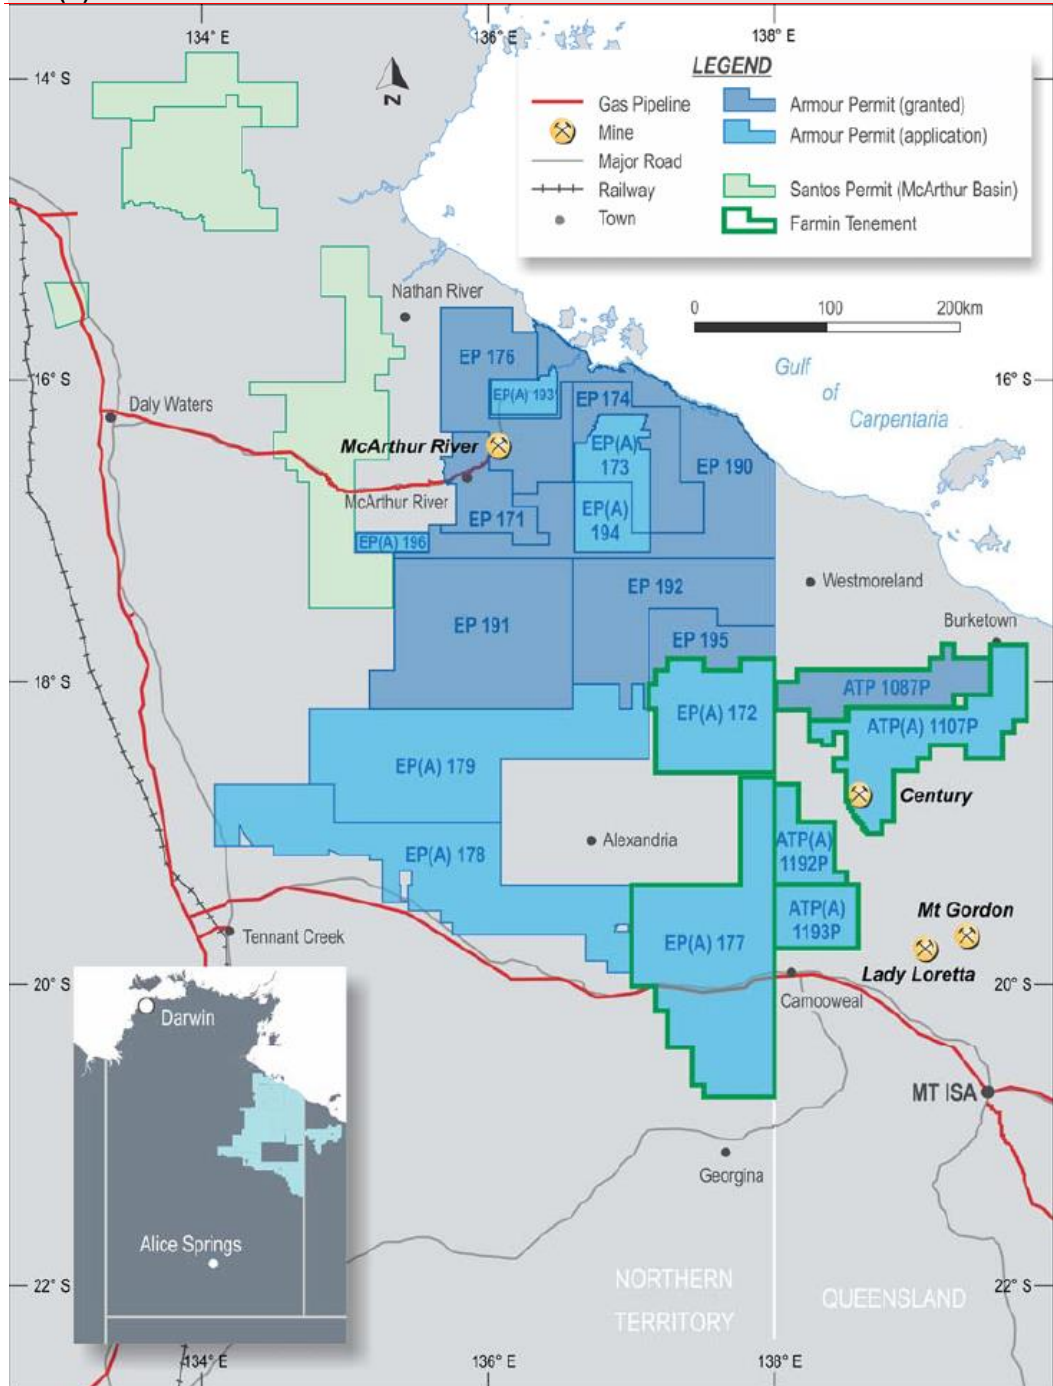 134° E
136° E
138° E
14° S
N
LEGEND
Gas Pipeline
Mine
Major Road
Railway
Town
Armour Permit (granted)
Armour Permit (application)
Santos Permit (McArthur Basin)
Farmin Tenement
0 100 200km
Nathan River
EP 176
16° S
Gulf
of
Carpentaria
EP(A) 193
EP 174
Daly Waters
McArthur River
EP(A)
173
EP 190
McArthur River
EP 171
EP(A)
194
EP(A) 196
Westmoreland
EP 192
EP 191
EP 195
Burketown
18° S
EP(A) 172
ATP 1087P
ATP(A) 1107P
EP(A) 179
Century
Alexandria
ATP(A)
1192P
EP(A) 178
ATP(A)
1193P
Mt Gordon
EP(A) 177
Tennant Creek
Lady Loretta
20° S
20° S
Camooweal
Darwin
MT ISA
Georgina
Alice Springs
NORTHERN
TERRITORY
QUEENSLAND
22° S
22° S
134° E
136° E
138° E
16° S